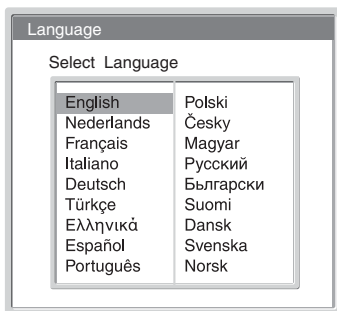 Language
Select Language
English
Nederlands
Français
Italiano
Deutsch
Türkçe
Ελληνικά
Español
Português
Polski
Česky
Magyar
Русский
Бьлгарски
Suomi
Dansk
Svenska
Norsk